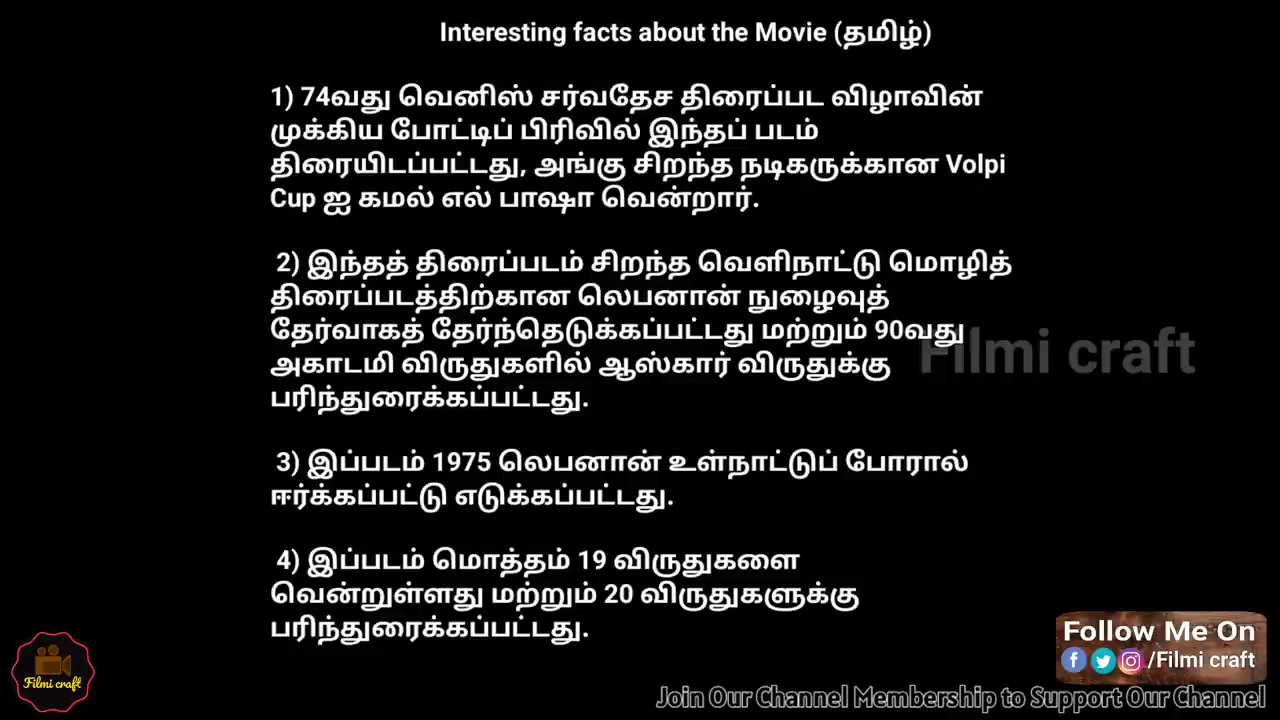 Interesting facts about the Movie (தமிழ்)
1) 74வது வெனிஸ் சர்வதேச திரைப்பட விழாவின்
முக்கிய போட்டிப் பிரிவில் இந்தப் படம்
திரையிடப்பட்டது, அங்கு சிறந்த நடிகருக்கான Volpi
Cup ஐ கமல் எல் பாஷா வென்றார்.
2) இந்தத் திரைப்படம் சிறந்த வெளிநாட்டு மொழித்
திரைப்படத்திற்கான லெபனான் நுழைவுத்
தேர்வாகத் தேர்ந்தெடுக்கப்பட்டது மற்றும் 90வது
அகாடமி விருதுகளில் ஆஸ்கார் விருதுக்கு
பரிந்துரைக்கப்பட்டது.
Filmi craft
3) இப்படம் 1975 லெபனான் உள்நாட்டுப் போரால்
ஈர்க்கப்பட்டு எடுக்கப்பட்டது.
4) இப்படம் மொத்தம் 19 விருதுகளை
வென்றுள்ளது மற்றும் 20 விருதுகளுக்கு
பரிந்துரைக்கப்பட்டது.
Follow Me On
/Filmi craft
Filmi craft
Join Our Channel Membership to Support Our Channel